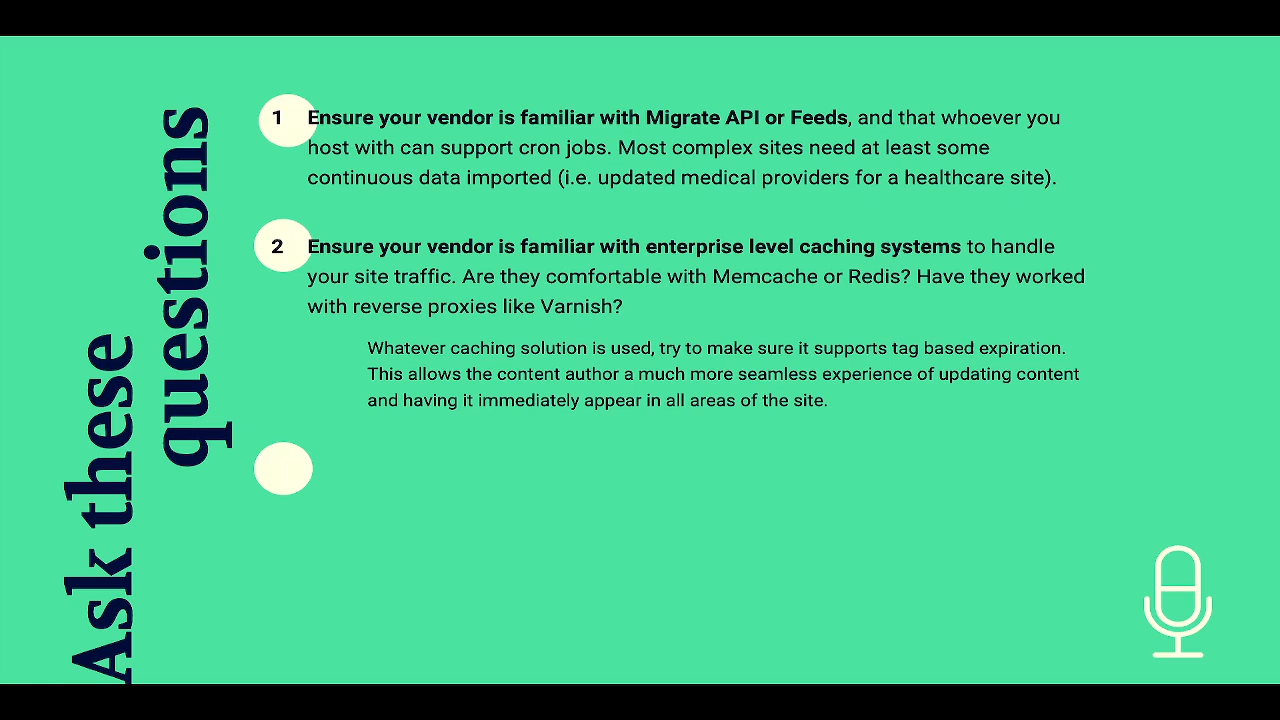 Ask these
questions
1 Ensure your vendor is familiar with Migrate API or Feeds, and that whoever you
host with can support cron jobs. Most complex sites need at least some
continuous data imported (i.e. updated medical providers for a healthcare site).
2 Ensure your vendor is familiar with enterprise level caching systems to handle
your site traffic. Are they comfortable with Memcache or Redis? Have they worked
with reverse proxies like Varnish?
Whatever caching solution is used, try to make sure it supports tag based expiration.
This allows the content author a much more seamless experience of updating content
and having it immediately appear in all areas of the site.